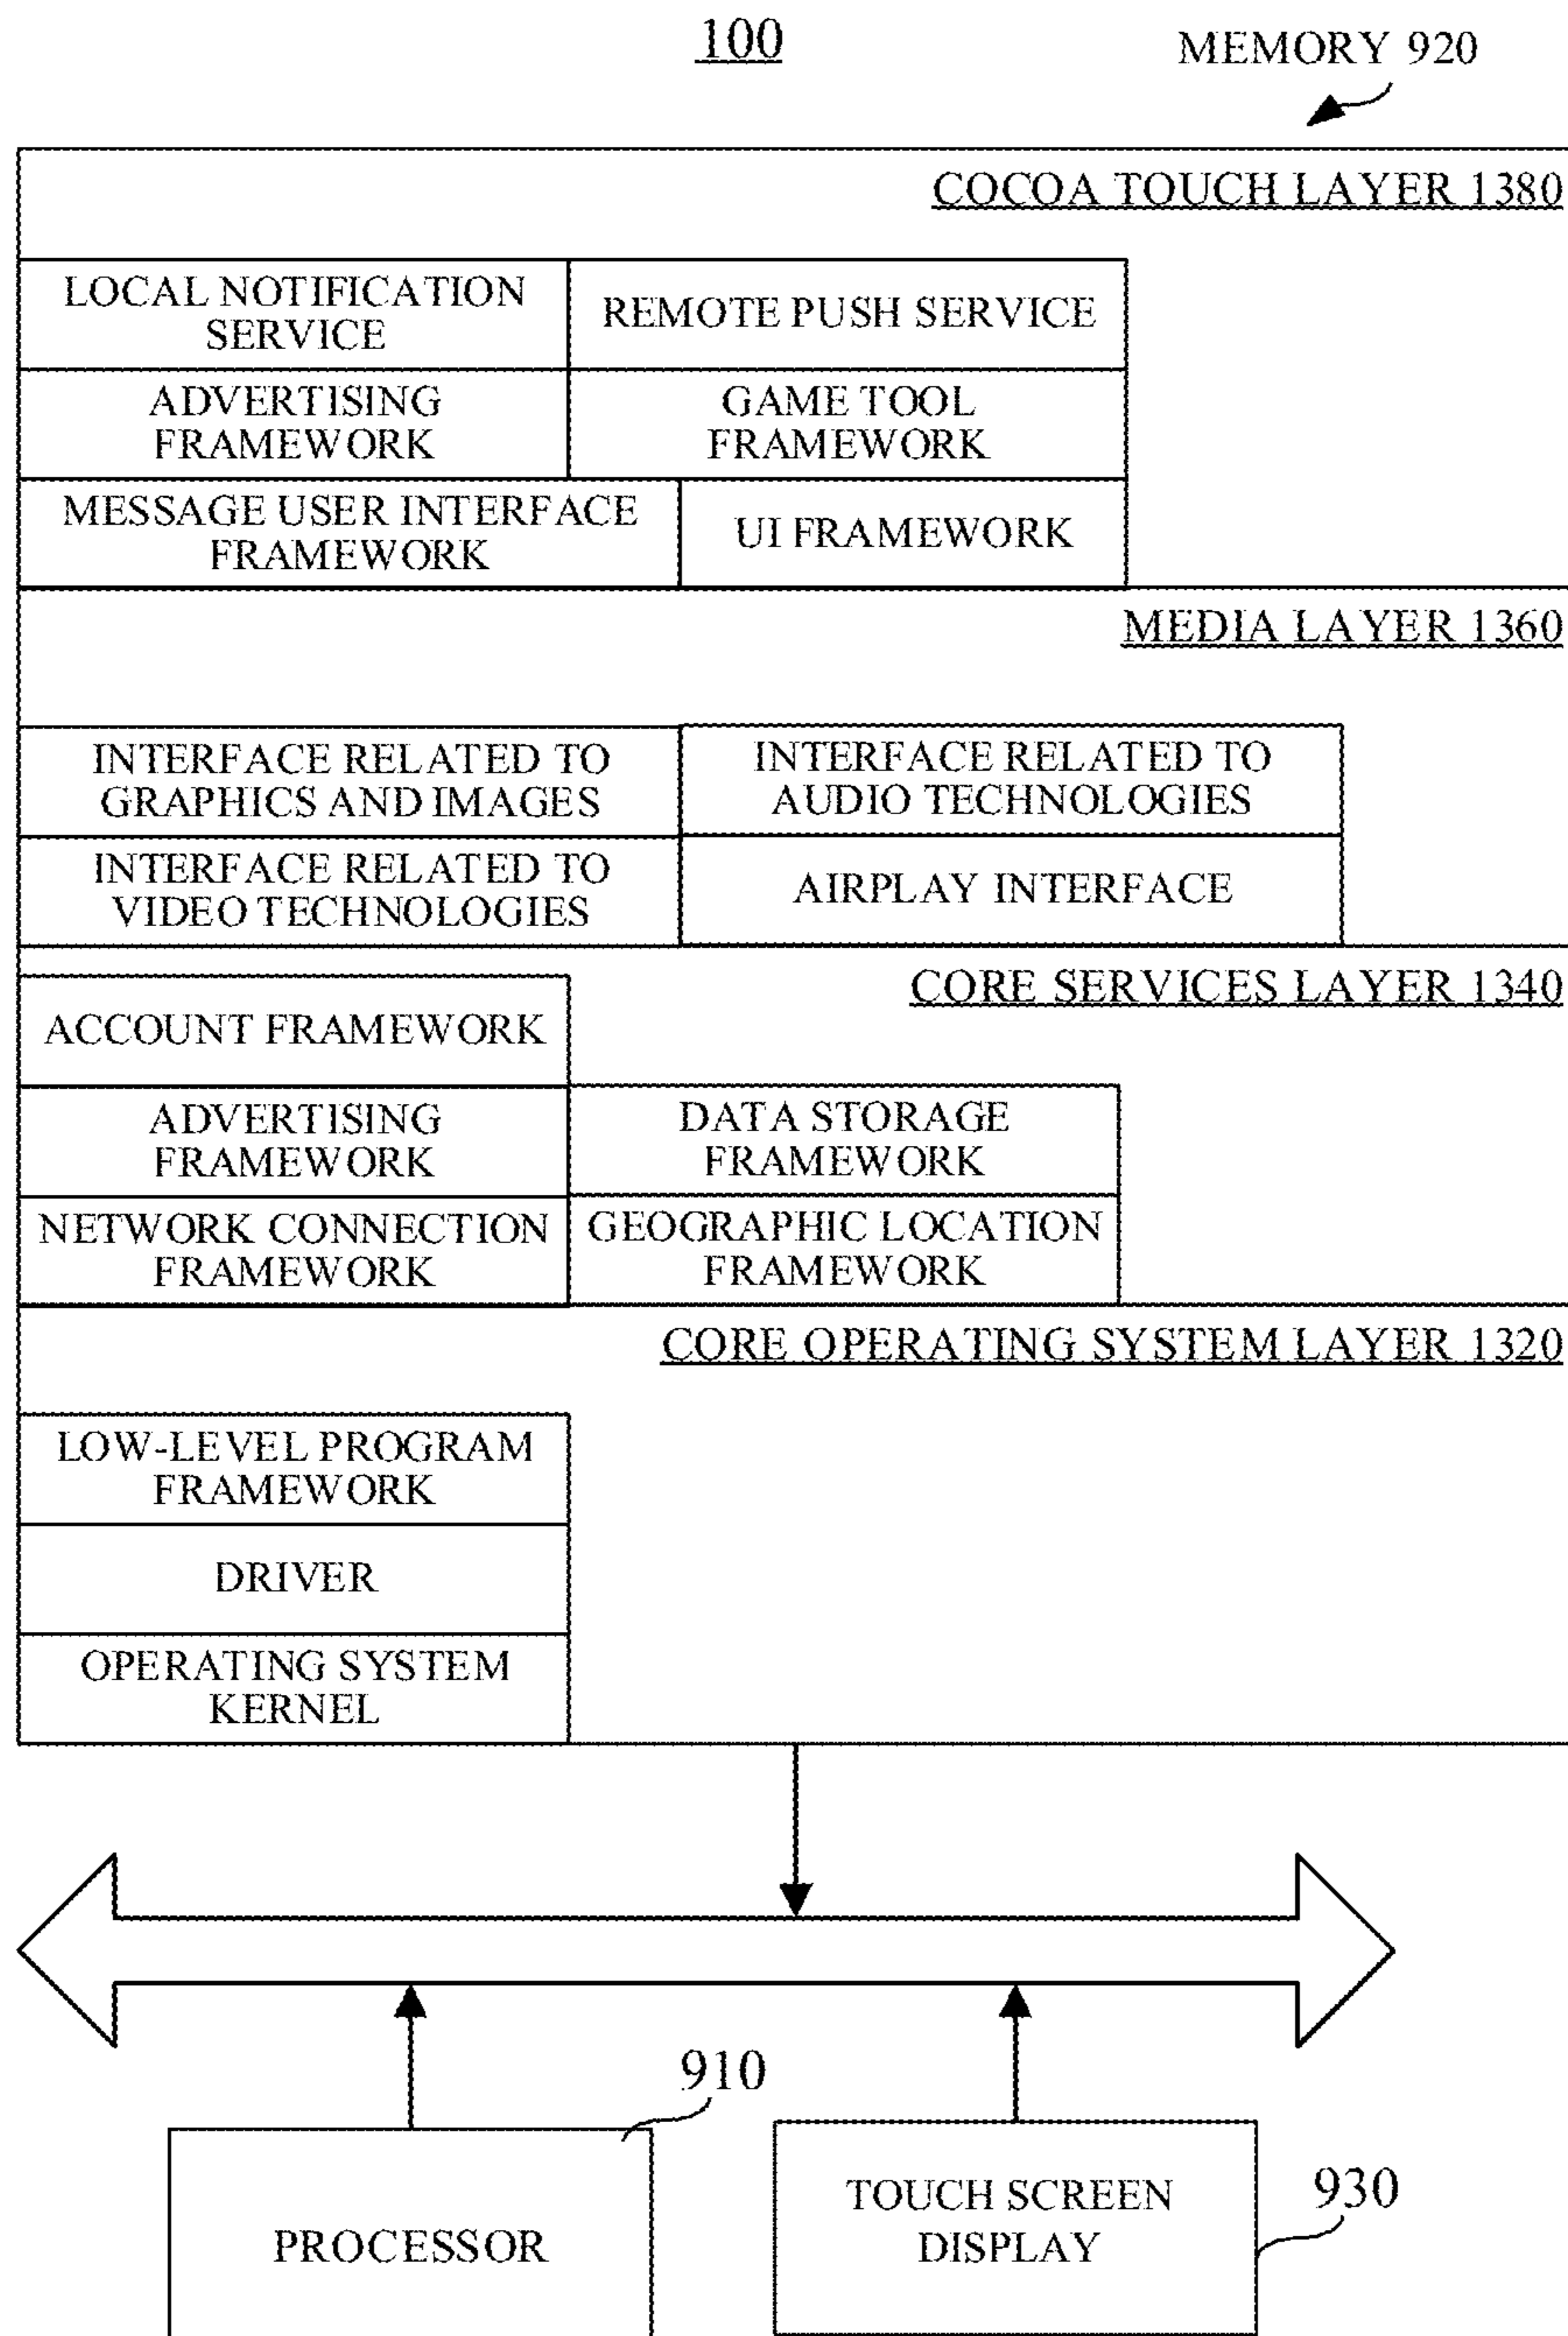 100
MEMORY 920
COCOA TOUCH LAYER 1380
LOCAL NOTIFICATION
SERVICE
REMOTE PUSH SERVICE
ADVERTISING
FRAMEWORK
GAME TOOL
FRAMEWORK
MESSAGE USER INTERFACE
FRAMEWORK
UI FRAMEWORK
MEDIA LAYER 1360
INTERFACE RELATED TO
GRAPHICS AND IMAGES
INTERFACE RELATED TO
AUDIO TECHNOLOGIES
INTERFACE RELATED TO
VIDEO TECHNOLOGIES
AIRPLAY INTERFACE
CORE SERVICES LAYER 1340
ACCOUNT FRAMEWORK
ADVERTISING
FRAMEWORK
DATA STORAGE
FRAMEWORK
NETWORK CONNECTION
FRAMEWORK
GEOGRAPHIC LOCATION
FRAMEWORK
CORE OPERATING SYSTEM LAYER 1320
LOW-LEVEL PROGRAM
FRAMEWORK
DRIVER
OPERATING SYSTEM
KERNEL
910
PROCESSOR
TOUCH SCREEN
DISPLAY
930